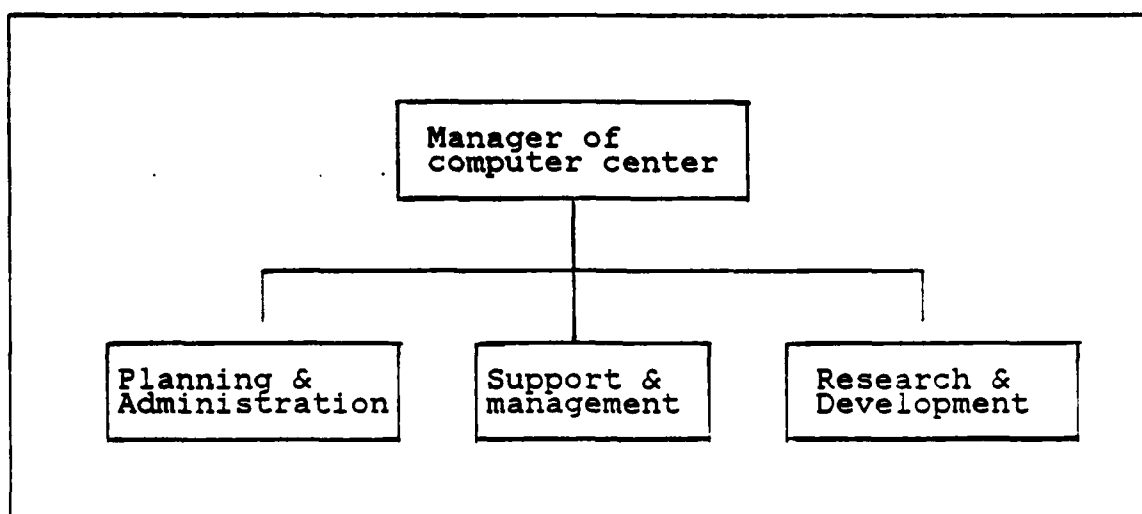 Manager of
computer center
Planning &
Administration
Support &
management
Research &
Development